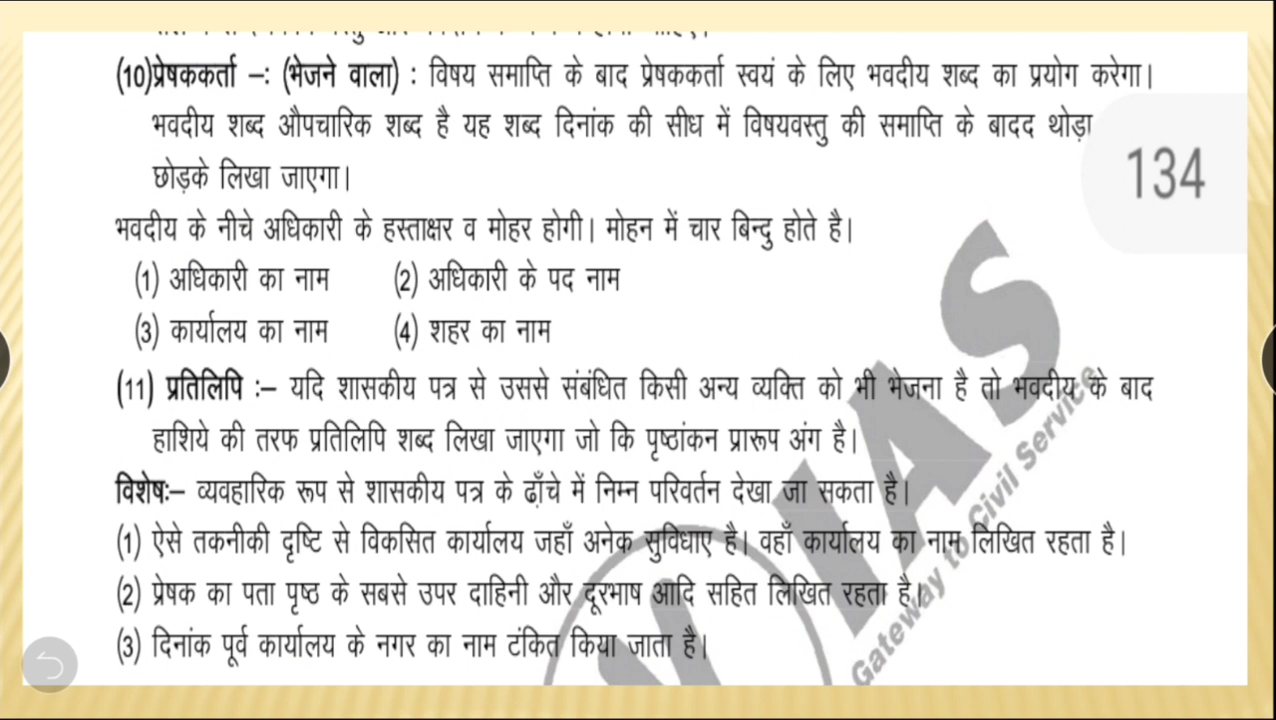 (10)प्रेषककर्ता –: (भेजने वाला) : विषय समाप्ति के बाद प्रेषककर्ता स्वयं के लिए भवदीय शब्द का प्रयोग करेगा।
भवदीय शब्द औपचारिक शब्द है यह शब्द दिनांक की सीध में विषयवस्तु की समाप्ति के बादद थोड़ा
छोड़के लिखा जाएगा।
134
भवदीय के नीचे अधिकारी के हस्ताक्षर व मोहर होगी। मोहन में चार बिन्दु होते है।
(1) अधिकारी का नाम (2) अधिकारी के पद नाम
(3) कार्यालय का नाम (4) शहर का नाम
(11) प्रतिलिपि :– यदि शासकीय पत्र से उससे संबंधित किसी अन्य व्यक्ति को भी भेजना है तो भवदीय के बाद
हाशिये की तरफ प्रतिलिपि शब्द लिखा जाएगा जो कि पृष्ठांकन प्रारूप अंग है।
विशेषः– व्यवहारिक रूप से शासकीय पत्र के ढ़ाँचे में निम्न परिवर्तन देखा जा सकता है।
(1) ऐसे तकनीकी दृष्टि से विकसित कार्यालय जहाँ अनेक सुविधाए है। वहाँ कार्यालय का नाम लिखित रहता है।
(2) प्रेषक का पता पृष्ठ के सबसे उपर दाहिनी और दूरभाष आदि सहित लिखित रहता है।
(3) दिनांक पूर्व कार्यालय के नगर का नाम टंकित किया जाता है।
IAS
Gateway to Civil Service